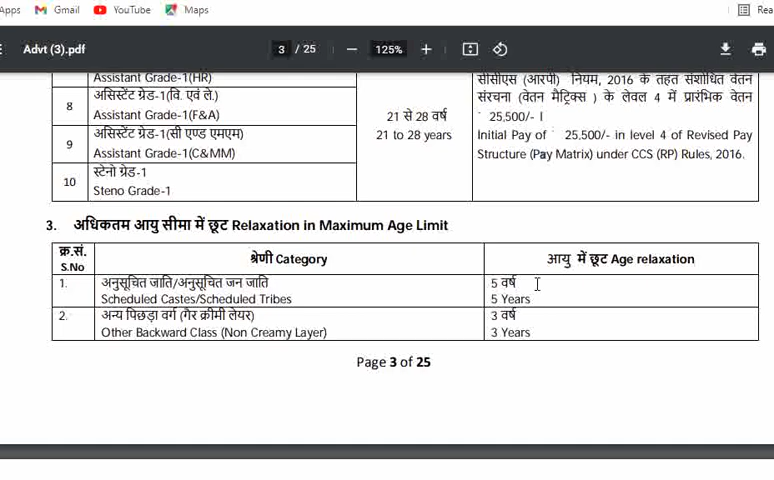 Apps Gmail YouTube Maps Rea
Advt (3).pdf 3 / 25 125%
Assistant Grade-1(HR)
8 असिस्टेंट ग्रेड-1(वि. एवं ले.)
Assistant Grade-1(F&A)
9 असिस्टेंट ग्रेड-1(सी एण्ड एमएम)
Assistant Grade-1(C&MM)
10 स्टेनो ग्रेड-1
Steno Grade-1
21 से 28 वर्ष
21 to 28 years
सीसीएस (आरपी) नियम, 2016 के तहत संशोधित वेतन
संरचना (वेतन मैट्रिक्स ) के लेवल 4 में प्रारंभिक वेतन
` 25,500/- ।
Initial Pay of ` 25,500/- in level 4 of Revised Pay
Structure (Pay Matrix) under CCS (RP) Rules, 2016.
3. अधिकतम आयु सीमा में छूट Relaxation in Maximum Age Limit
क्र.सं.
S.No
श्रेणी Category
आयु में छूट Age relaxation
1. अनुसूचित जाति/अनुसूचित जन जाति 5 वर्ष
Scheduled Castes/Scheduled Tribes 5 Years
2. अन्य पिछड़ा वर्ग (गैर क्रीमी लेयर) 3 वर्ष
Other Backward Class (Non Creamy Layer) 3 Years
Page 3 of 25